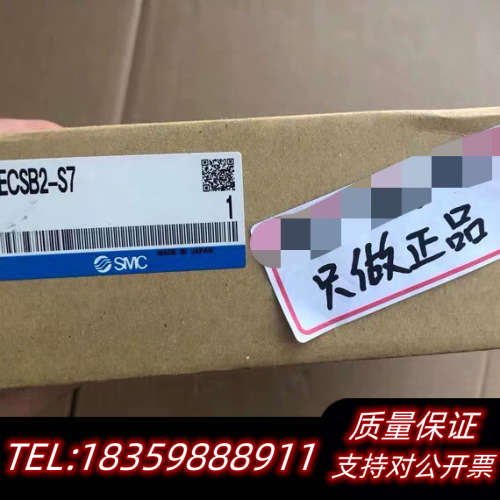 ECSB2-S7
1
MADE IN JAPAN
SMC
只做正品
TEL:18359888911
质量保证
支持对公开票